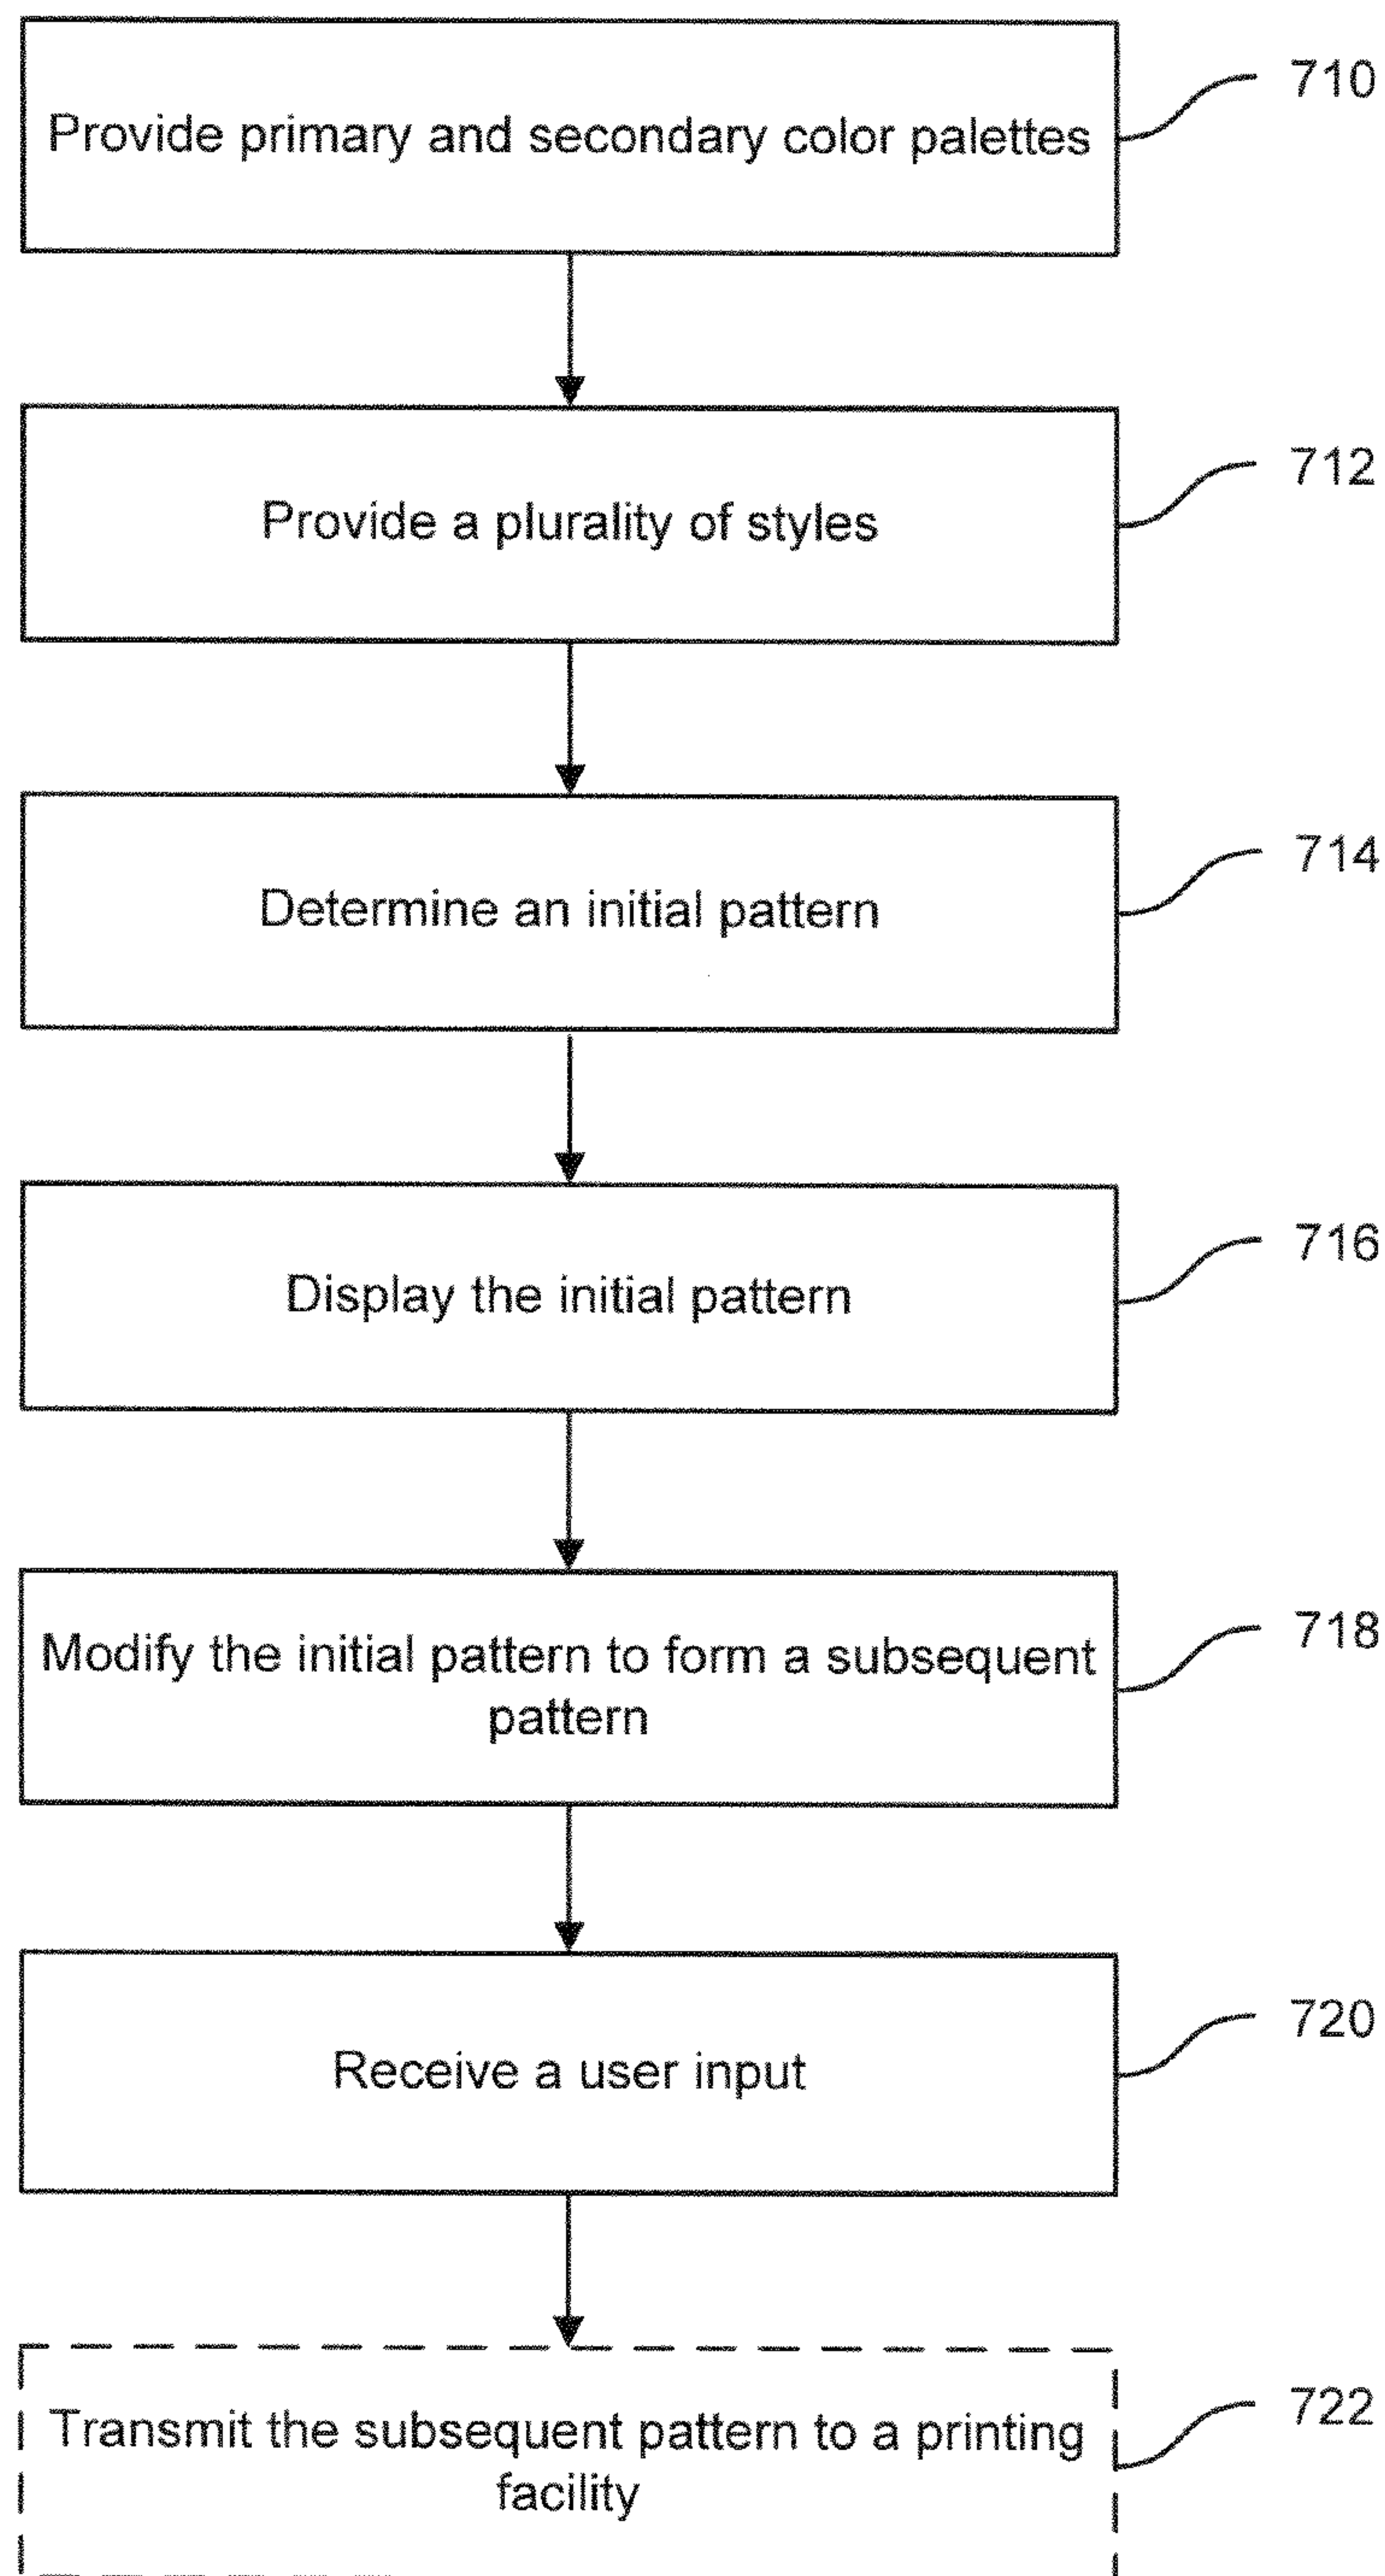 Provide primary and secondary color palettes
710
Provide a plurality of styles
712
Determine an initial pattern
714
Display the initial pattern
716
Modify the initial pattern to form a subsequent
pattern
718
Receive a user input
720
Transmit the subsequent pattern to a printing
facility
722